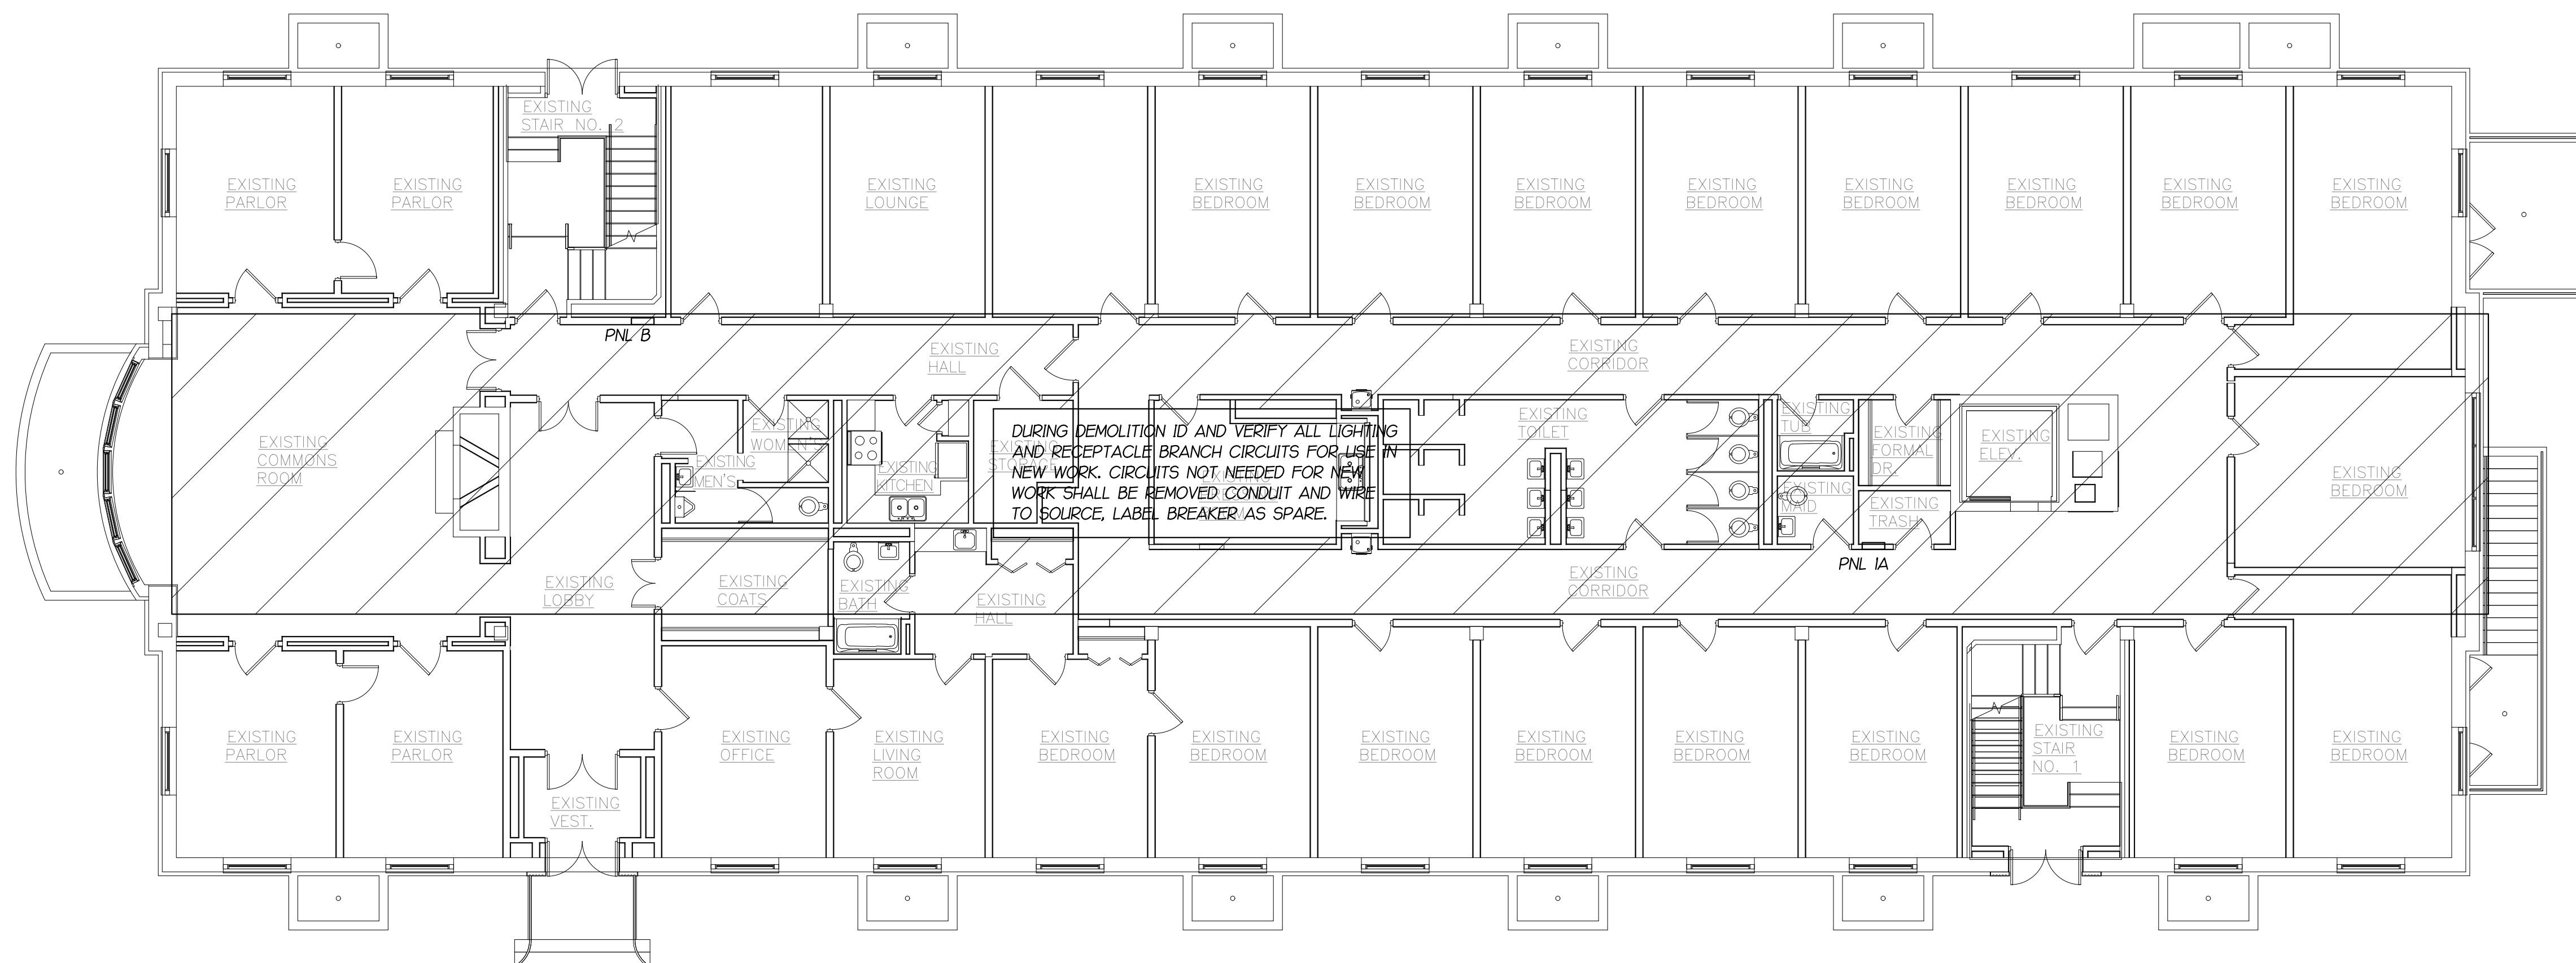 EXISTING
STAIR NO. 2
EXISTING
PARLOR
EXISTING
PARLOR
EXISTING
LOUNGE
EXISTING
BEDROOM
EXISTING
BEDROOM
EXISTING
BEDROOM
EXISTING
BEDROOM
EXISTING
BEDROOM
EXISTING
BEDROOM
EXISTING
BEDROOM
EXISTING
BEDROOM
PNL B
EXISTING
HALL
EXISTING
CORRIDOR
EXISTING
COMMONS
ROOM
EXISTING
WOMEN'S
EXISTING
MEN'S
EXISTING
KITCHEN
EXISTING
STORAGE
DURING DEMOLITION ID AND VERIFY ALL LIGHTING
AND RECEPTACLE BRANCH CIRCUITS FOR USE IN
NEW WORK. CIRCUITS NOT NEEDED FOR NEW
WORK SHALL BE REMOVED CONDUIT AND WIRE
TO SOURCE, LABEL BREAKER AS SPARE.
EXISTING
TOILET
EXISTING
TUB
EXISTING
MAID
EXISTING
FORMAL
DR.
EXISTING
TRASH
EXISTING
ELEV.
EXISTING
BEDROOM
PNL 1A
EXISTING
LOBBY
EXISTING
COATS
EXISTING
BATH
EXISTING
HALL
EXISTING
CORRIDOR
EXISTING
PARLOR
EXISTING
PARLOR
EXISTING
VEST.
EXISTING
OFFICE
EXISTING
LIVING
ROOM
EXISTING
BEDROOM
EXISTING
BEDROOM
EXISTING
BEDROOM
EXISTING
BEDROOM
EXISTING
BEDROOM
EXISTING
BEDROOM
EXISTING
STAIR
NO. 1
EXISTING
BEDROOM
EXISTING
BEDROOM